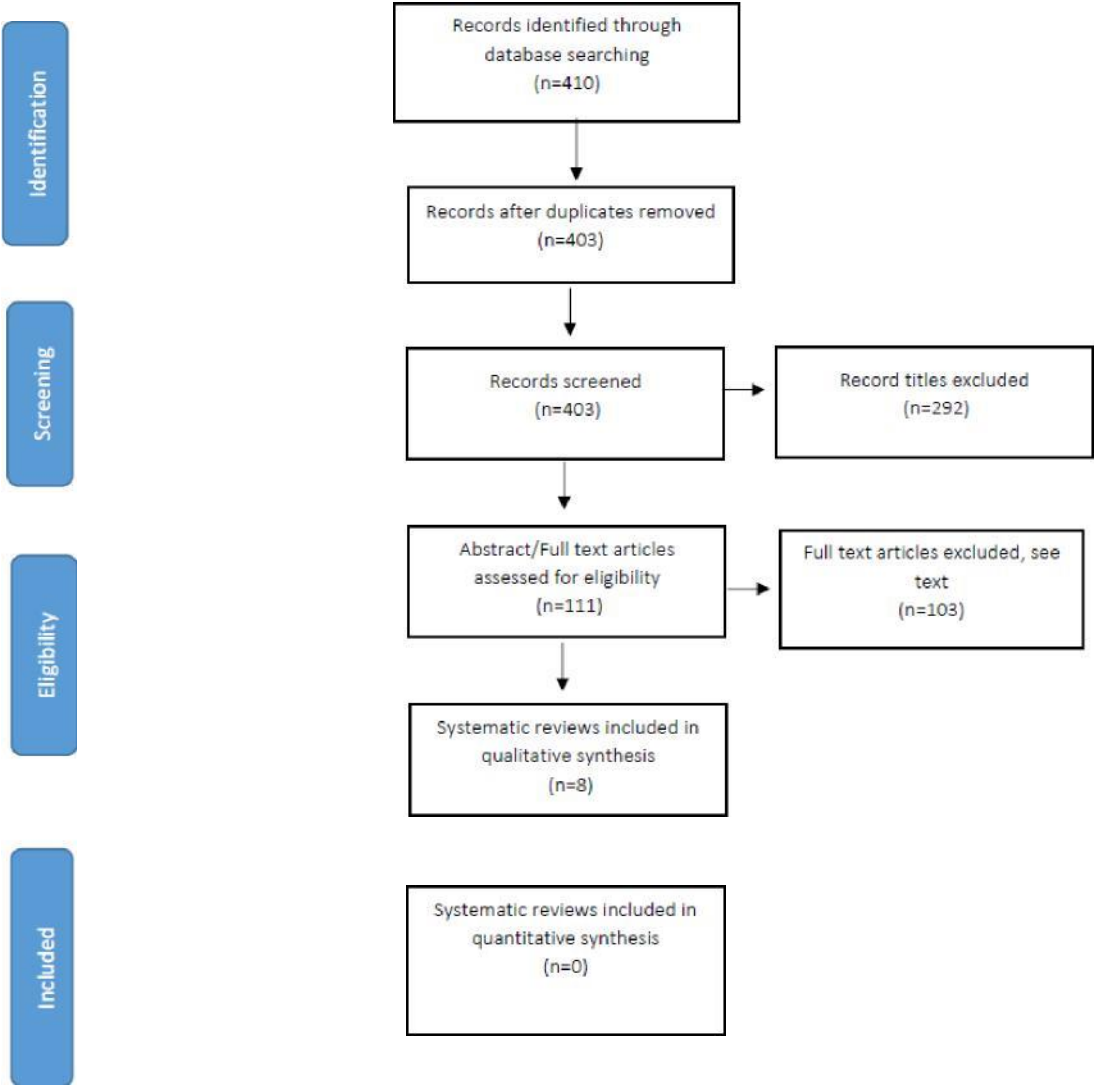 Identification
Records identified through
database searching
(n=410)
Records after duplicates removed
(n=403)
Screening
Records screened
(n=403)
Record titles excluded
(n=292)
Eligibility
Abstract/Full text articles
assessed for eligibility
(n=111)
Full text articles excluded, see
text
(n=103)
Systematic reviews included in
qualitative synthesis
(n=8)
Included
Systematic reviews included in
quantitative synthesis
(n=0)